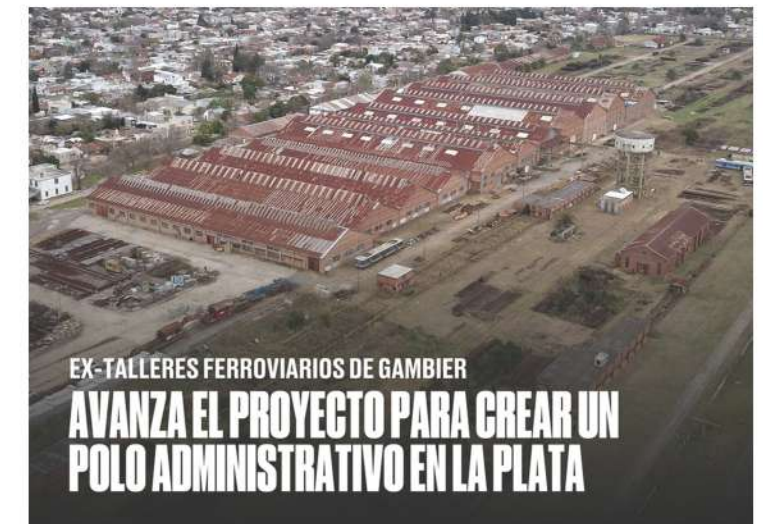 EX-TALLERES FERROVIARIOS DE GAMBIER
AVANZA EL PROYECTO PARA CREAR UN
POLO ADMINISTRATIVO EN LA PLATA